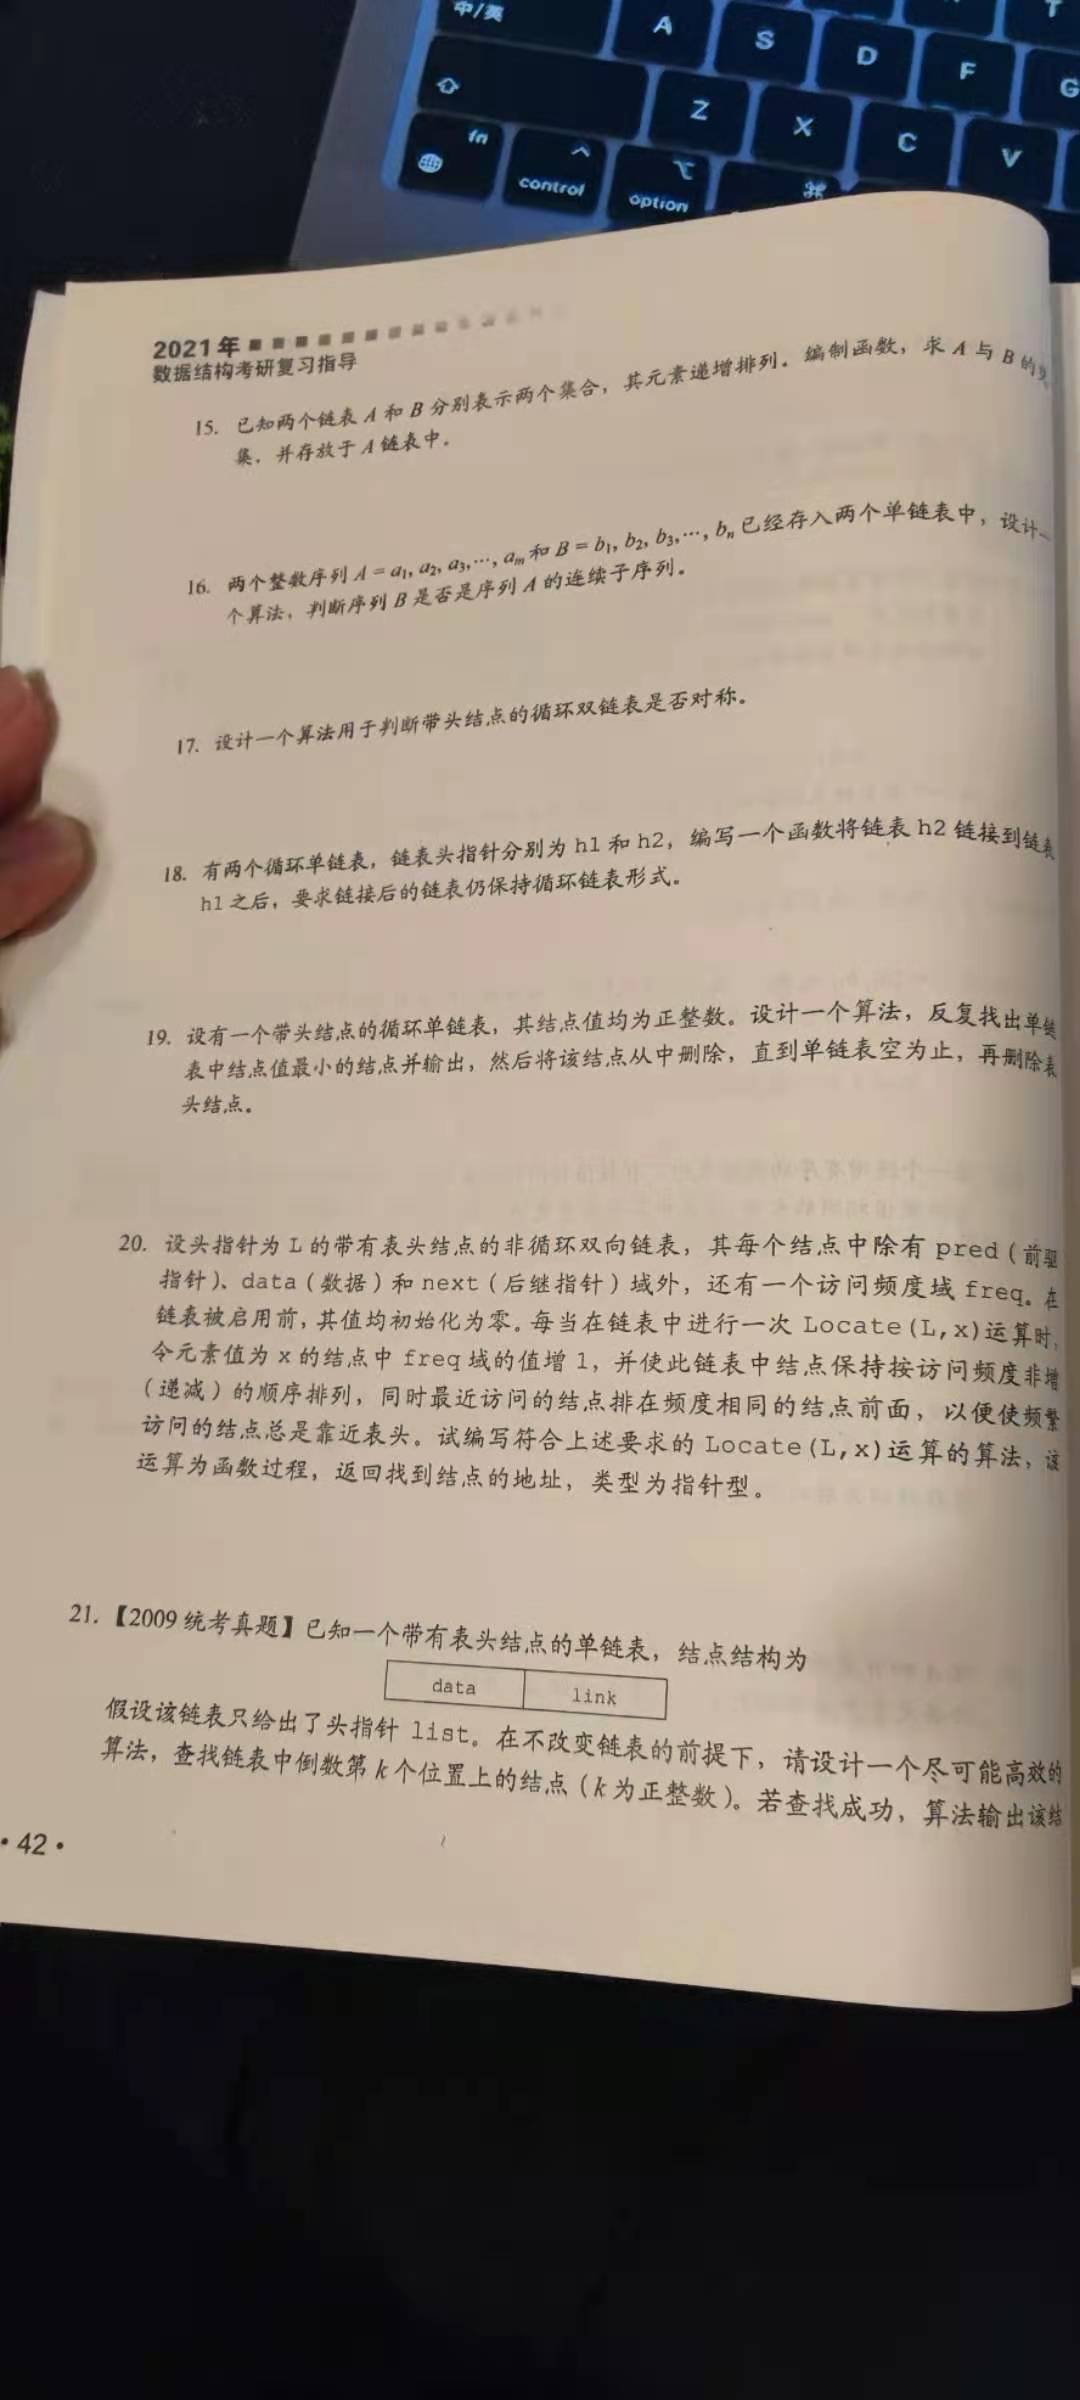 中/英
A
S
D
F
G
Z
X
C
V
fn
control
option
2021年
数据结构考研复习指导
15. 已知两个链表 A 和 B 分别表示两个集合，其元素递增排列。编制函数，求 A 与 B 的
集，并存放于 A 链表中。
16. 两个整数序列 A = a₁, a₂, a₃,…, aₘ 和 B = b₁, b₂, b₃,…, bₙ 已经存入两个单链表中，设计一
个算法，判断序列 B 是否是序列 A 的连续子序列。
17. 设计一个算法用于判断带头结点的循环双链表是否对称。
18. 有两个循环单链表，链表头指针分别为 h1 和 h2，编写一个函数将链表 h2 链接到链表
h1 之后，要求链接后的链表仍保持循环链表形式。
19. 设有一个带头结点的循环单链表，其结点值均为正整数。设计一个算法，反复找出单链
表中结点值最小的结点并输出，然后将该结点从中删除，直到单链表空为止，再删除表
头结点。
20. 设头指针为 L 的带有表头结点的非循环双向链表，其每个结点中除有 pred（前驱
指针）、data（数据）和 next（后继指针）域外，还有一个访问频度域 freq。在
链表被启用前，其值均初始化为零。每当在链表中进行一次 Locate(L,x)运算时，
令元素值为 x 的结点中 freq 域的值增 1，并使此链表中结点保持按访问频度非增
（递减）的顺序排列，同时最近访问的结点排在频度相同的结点前面，以便使频繁
访问的结点总是靠近表头。试编写符合上述要求的 Locate(L,x)运算的算法，该
运算为函数过程，返回找到结点的地址，类型为指针型。
21.【2009 统考真题】已知一个带有表头结点的单链表，结点结构为
data link
假设该链表只给出了头指针 list。在不改变链表的前提下，请设计一个尽可能高效的
算法，查找链表中倒数第 k 个位置上的结点（k 为正整数）。若查找成功，算法输出该结
·42·